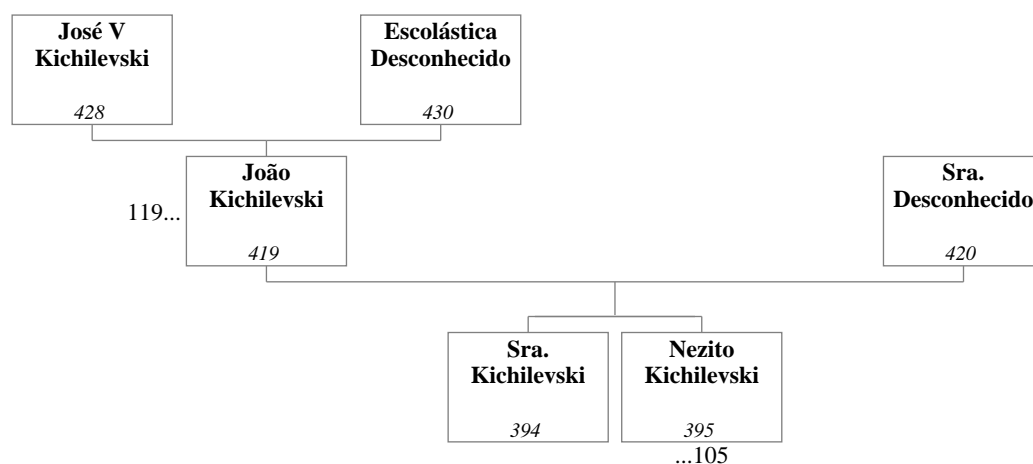 José V
Kichilevski
428
Escolástica
Desconhecido
430
119...
João
Kichilevski
419
Sra.
Desconhecido
420
Sra.
Kichilevski
394
Nezito
Kichilevski
395
...105